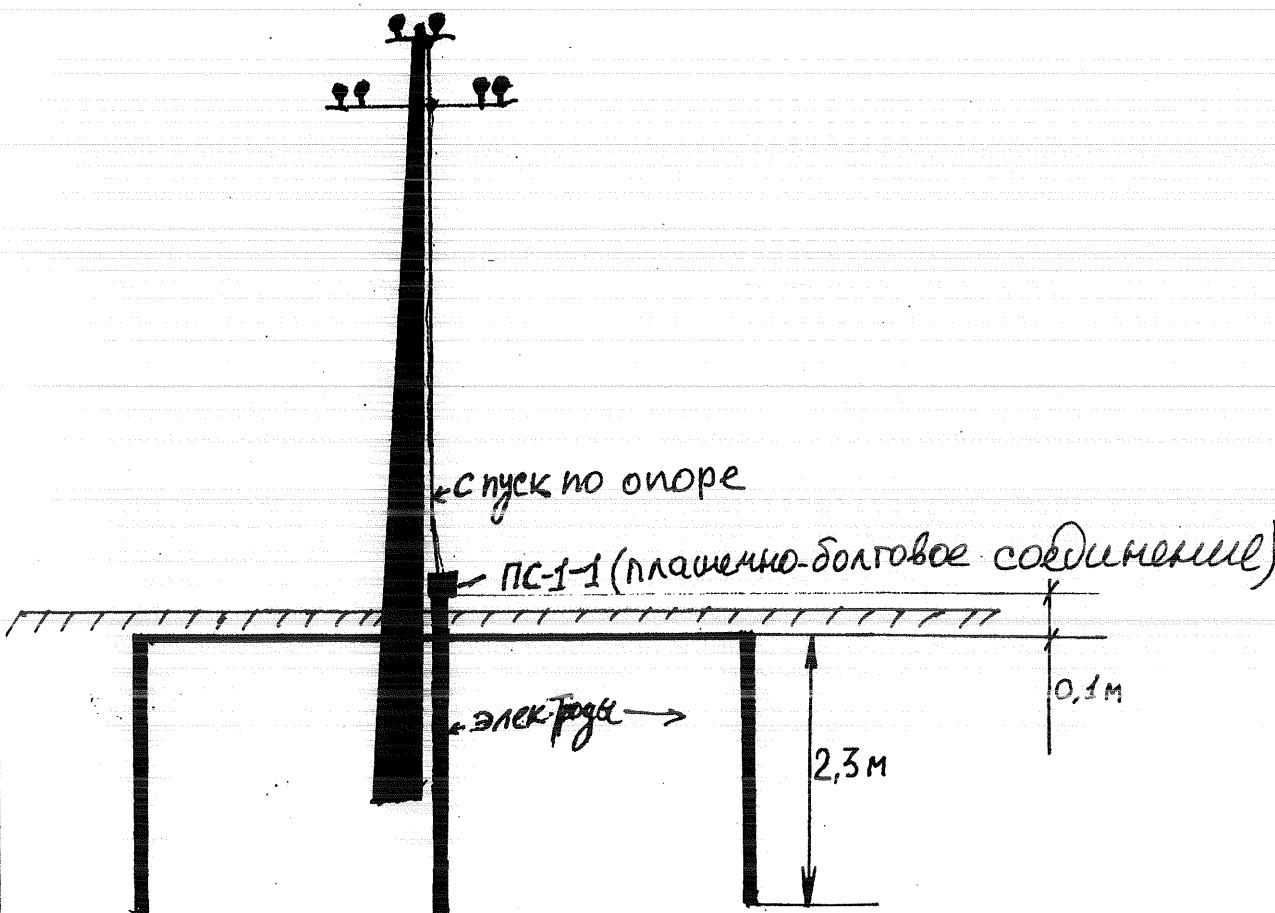 спуск по опоре
ПС-1-1 (плашечно-болтовое соединение)
0,1м
электроды
2,3м